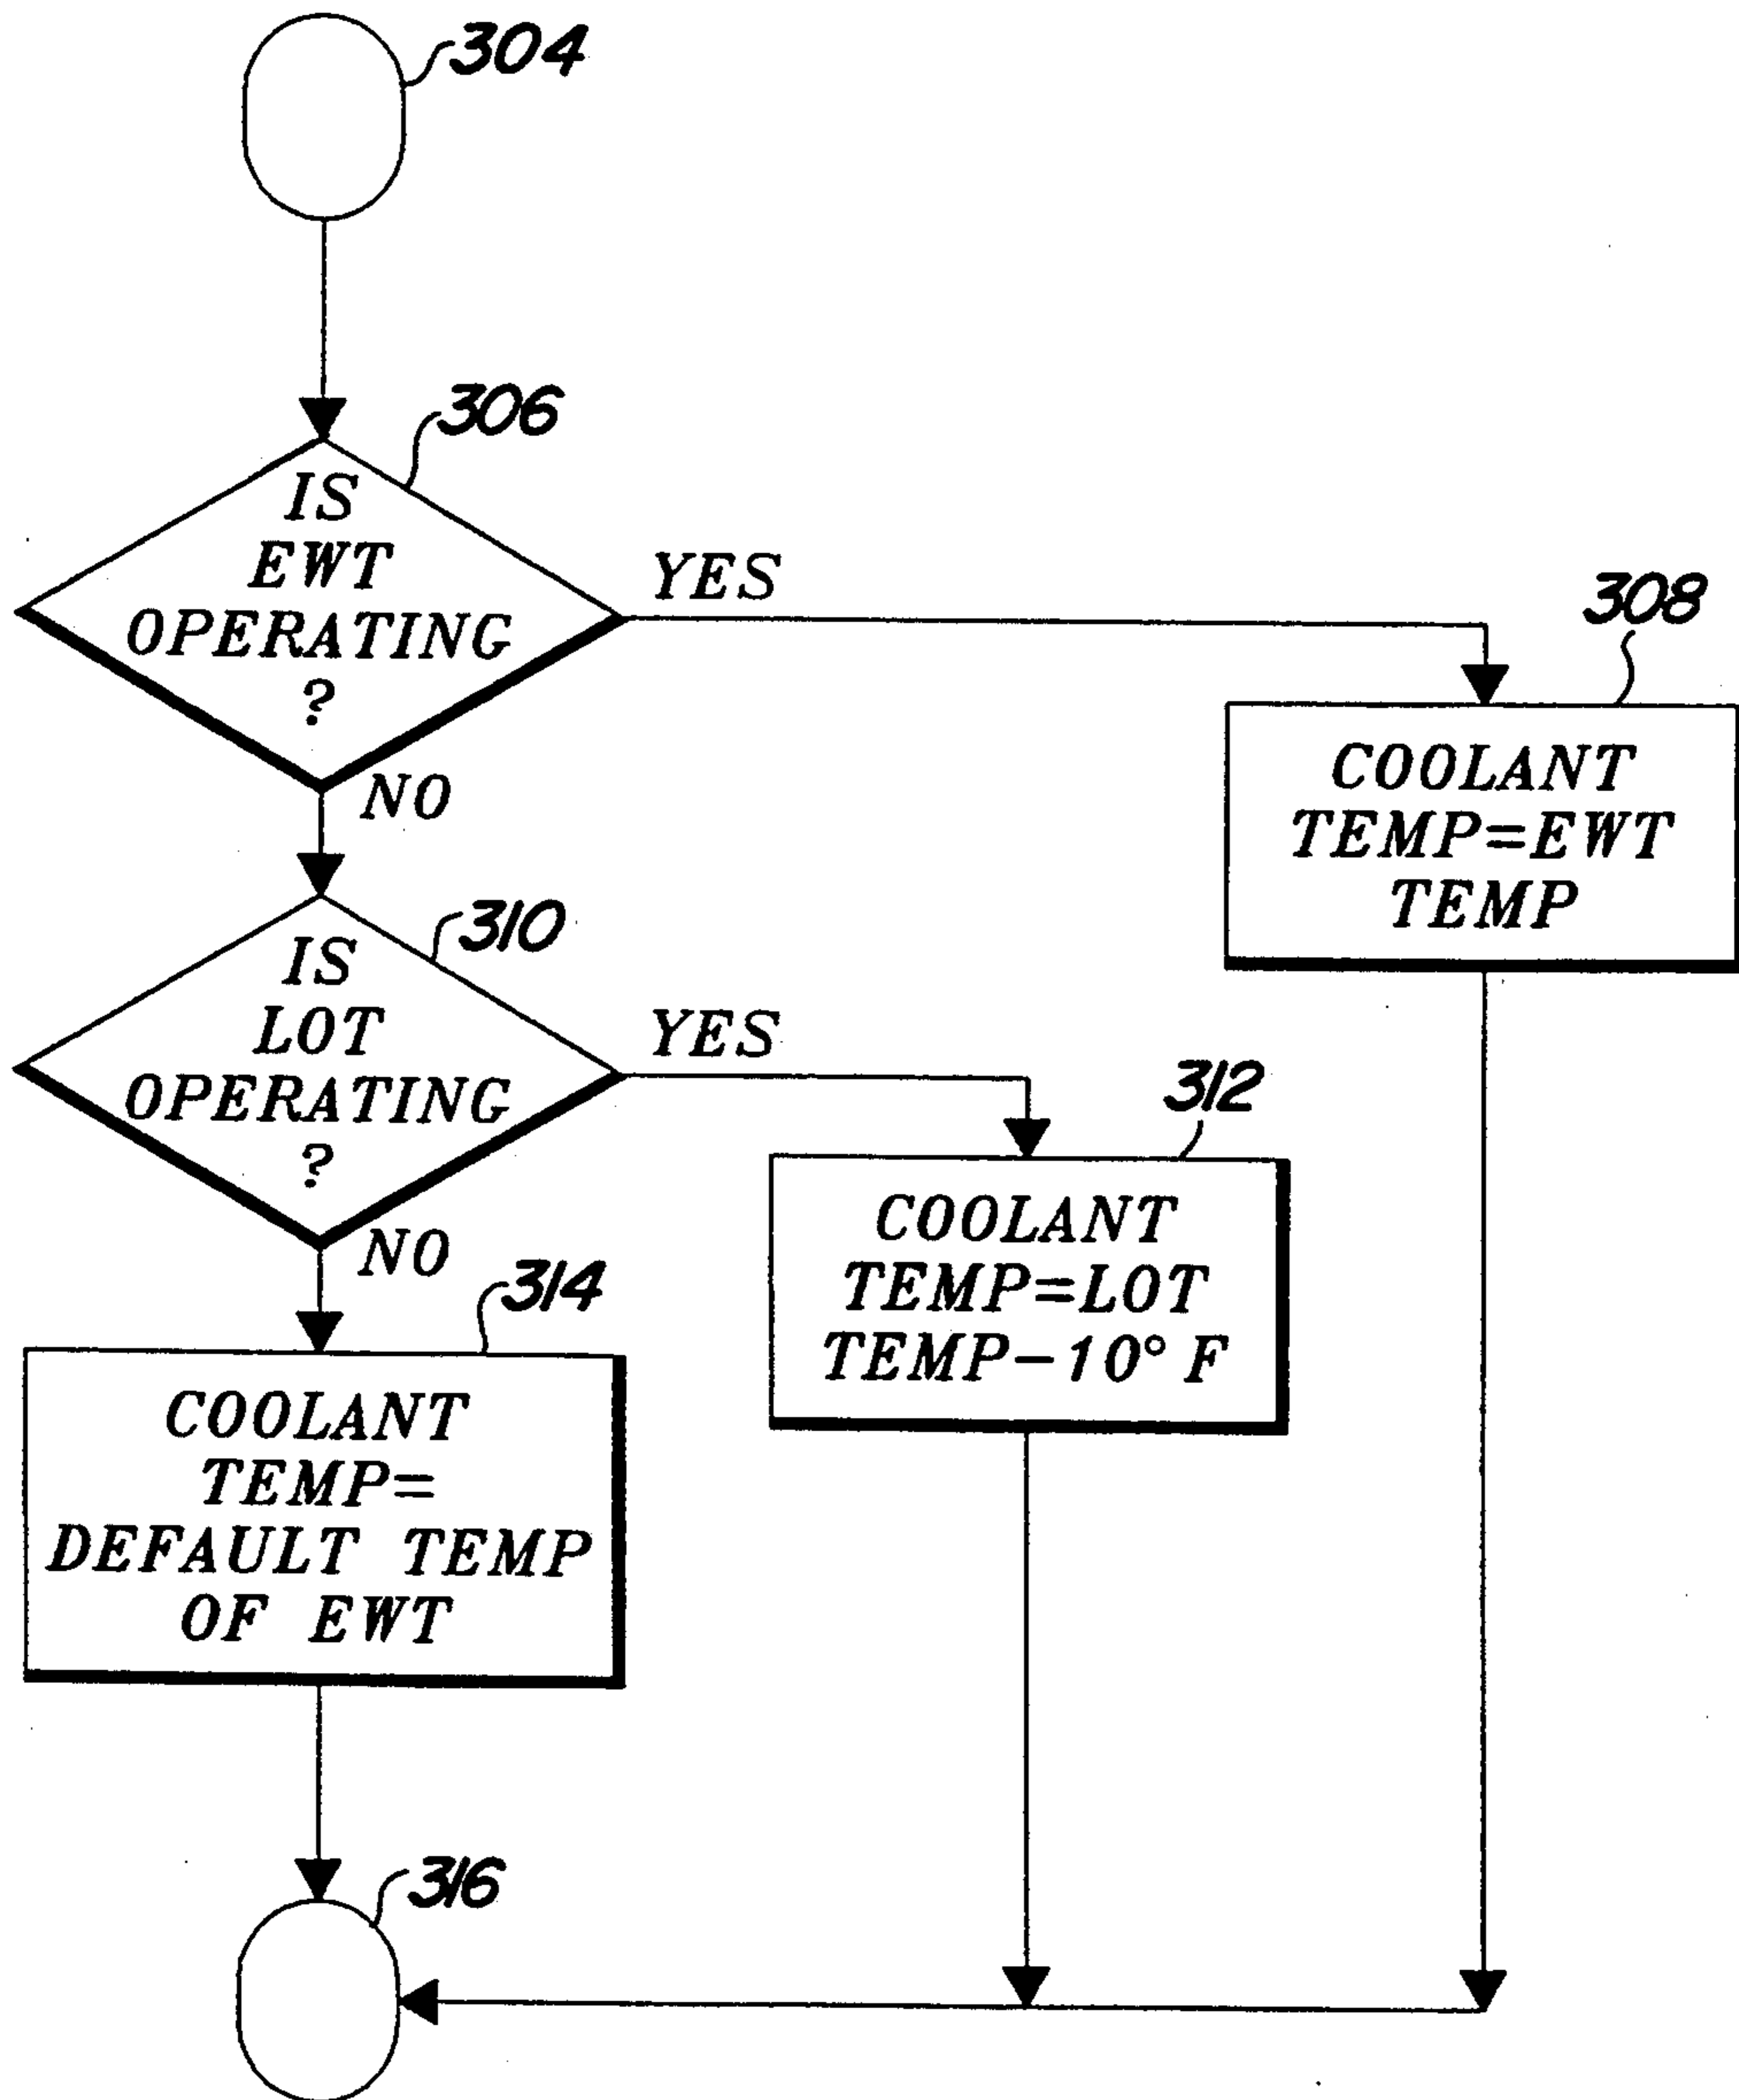 304
306
IS
EWT
OPERATING
?
YES
NO
308
COOLANT
TEMP=EWT
TEMP
310
IS
LOT
OPERATING
?
YES
NO
312
COOLANT
TEMP=LOT
TEMP-10° F
314
COOLANT
TEMP=
DEFAULT TEMP
OF EWT
316